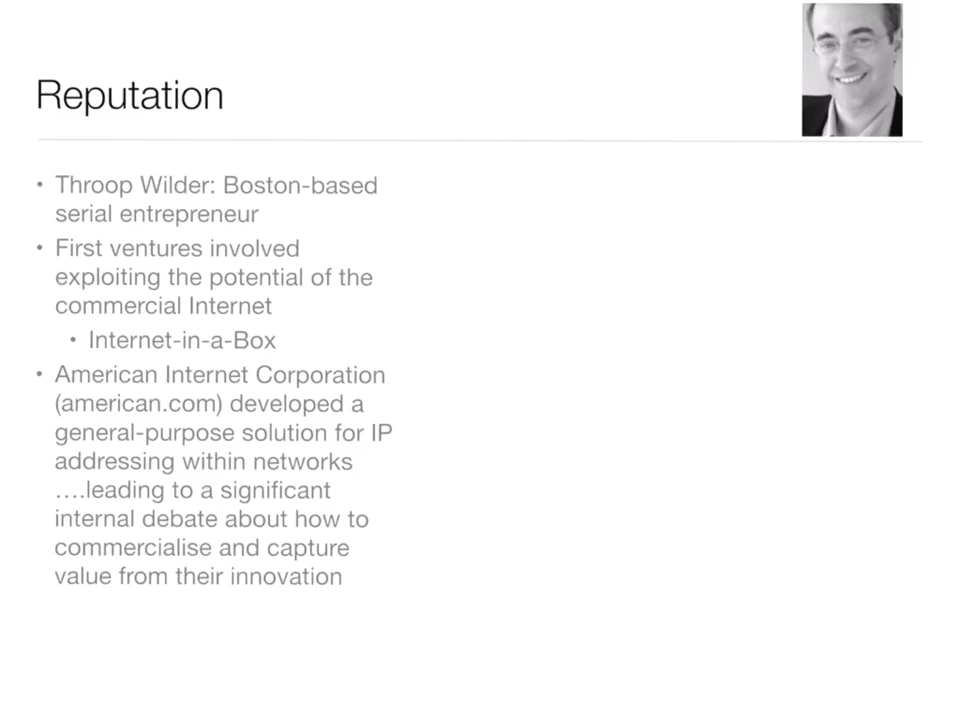 Reputation
• Throop Wilder: Boston-based
serial entrepreneur
• First ventures involved
exploiting the potential of the
commercial Internet
• Internet-in-a-Box
• American Internet Corporation
(american.com) developed a
general-purpose solution for IP
addressing within networks
….leading to a significant
internal debate about how to
commercialise and capture
value from their innovation